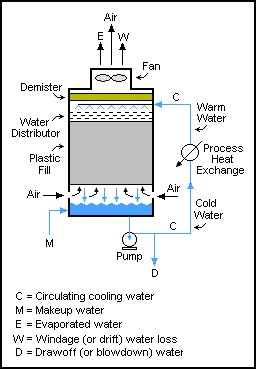 Air
E W
Fan
Demister
C
Water
Distributor
Warm
Water
Plastic
Fill
Process
Heat
Exchange
Air
Air
Cold
Water
M
C
Pump
D
C = Circulating cooling water
M = Makeup water
E = Evaporated water
W = Windage (or drift) water loss
D = Drawoff (or blowdown) water